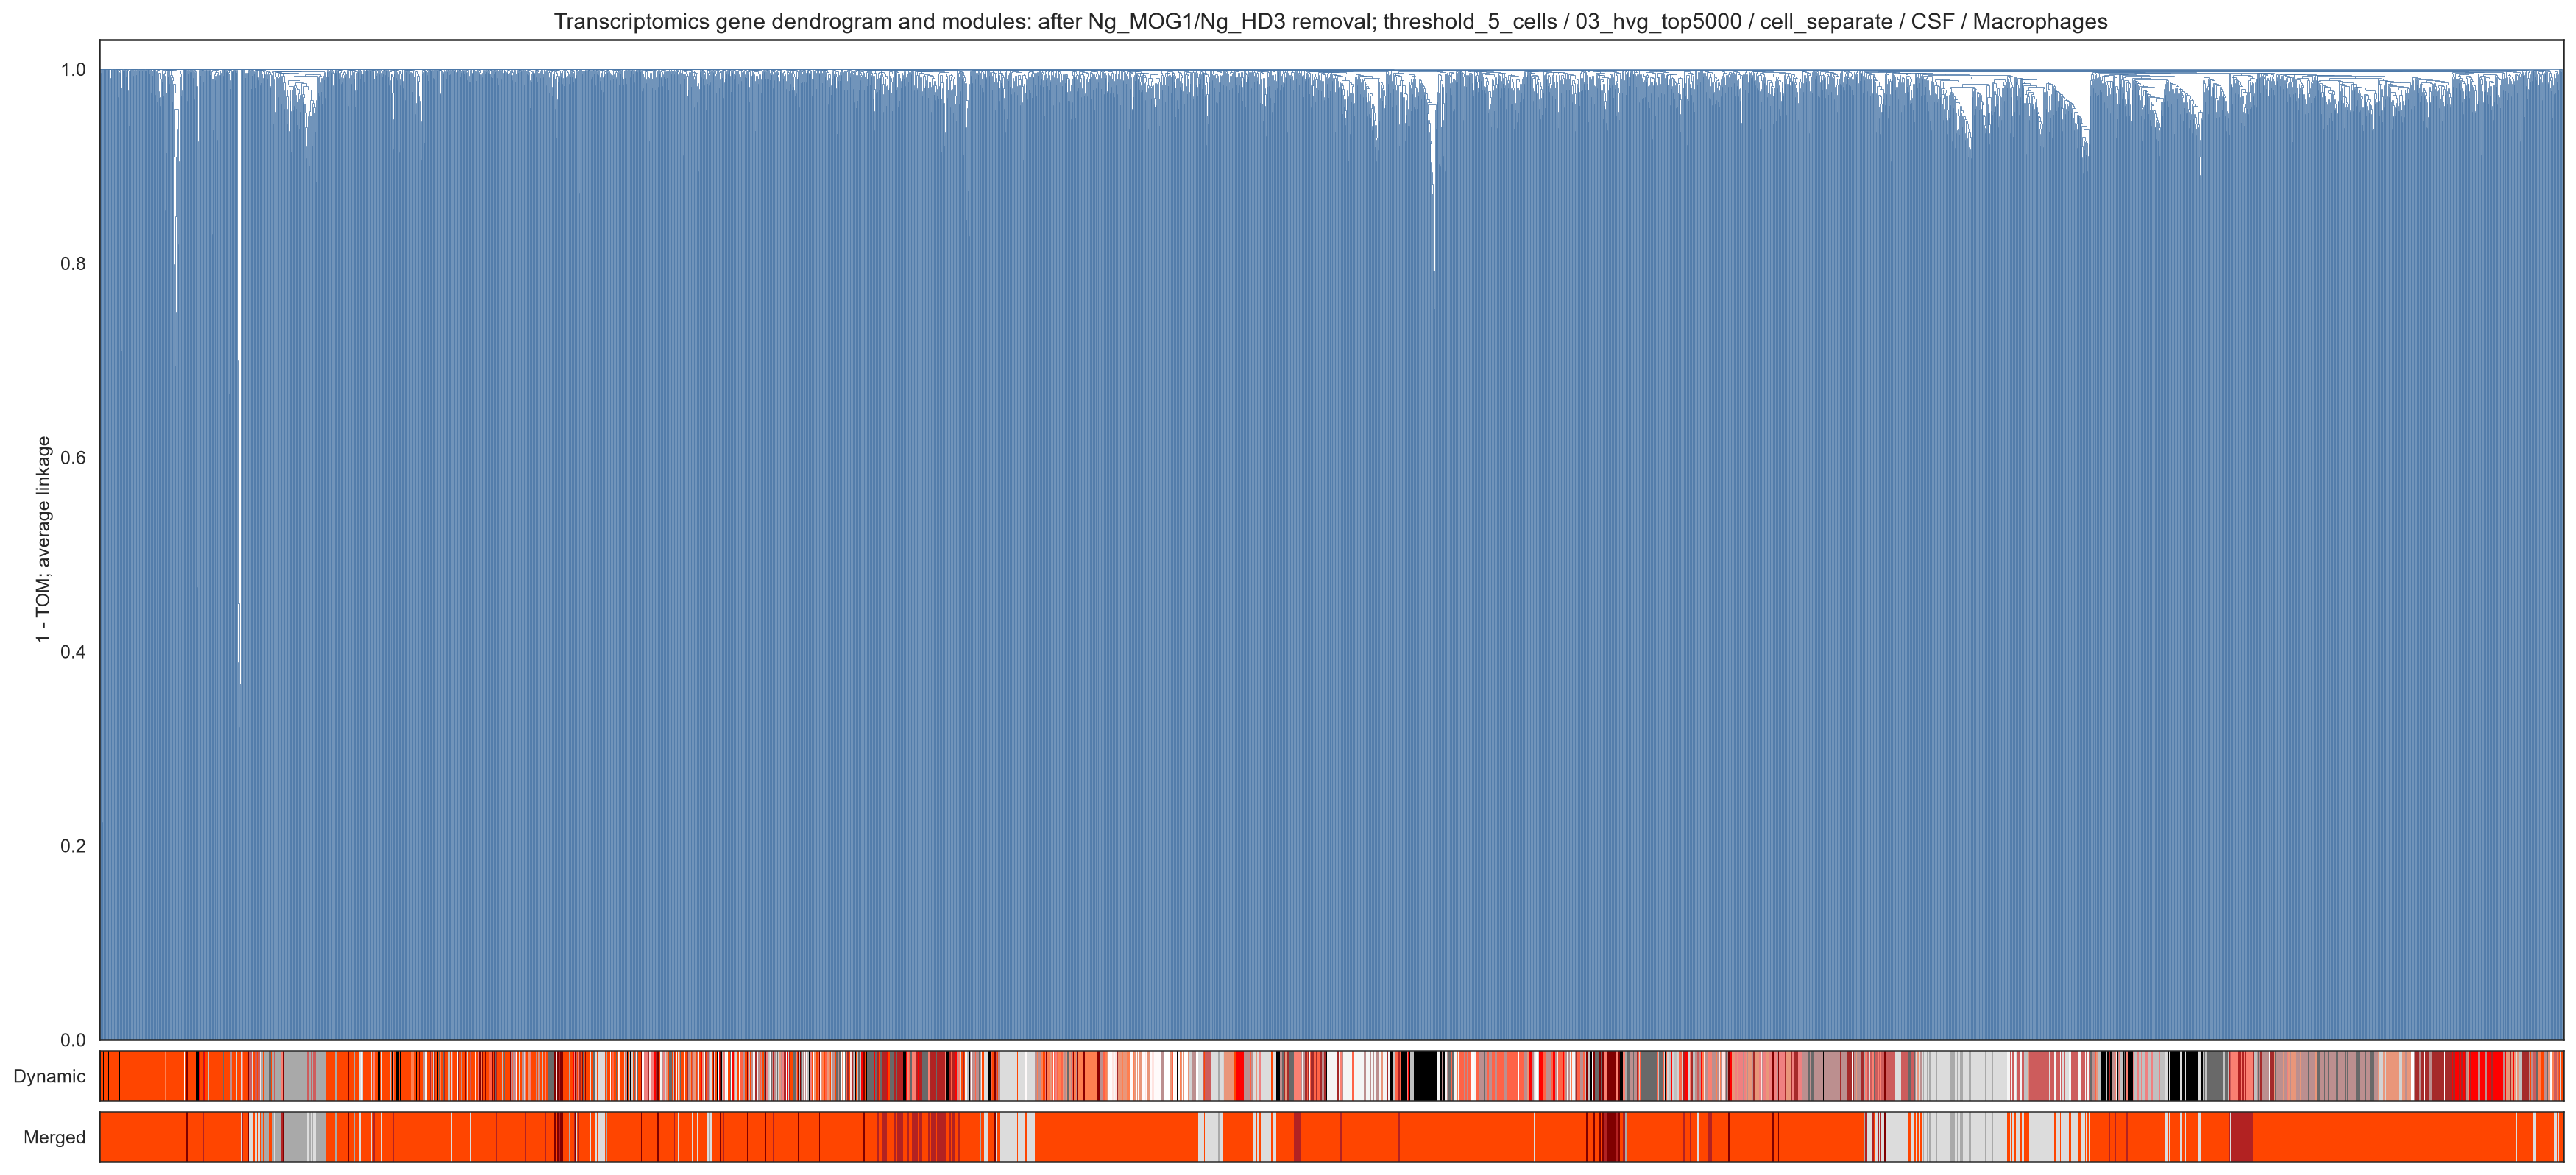 Transcriptomics gene dendrogram and modules: after Ng_MOG1/Ng_HD3 removal; threshold_5_cells / 03_hvg_top5000 / cell_separate / CSF / Macrophages
1.0
0.8
0.6
0.4
0.2
0.0
1 - TOM; average linkage
Dynamic
Merged